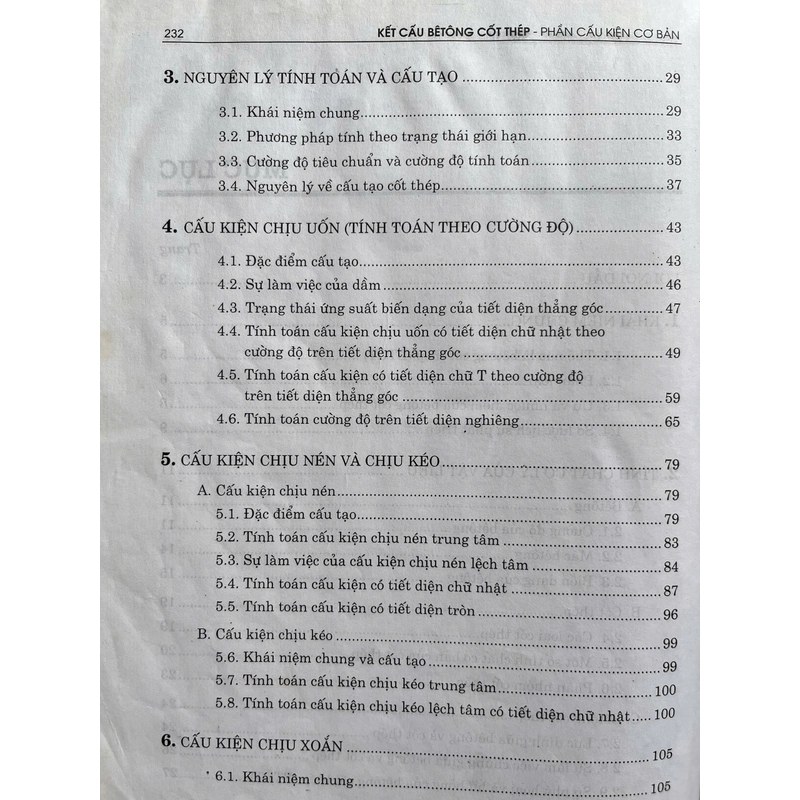 232 KẾT CẤU BÊTÔNG CỐT THÉP - PHẦN CẤU KIỆN CƠ BẢN
3. NGUYÊN LÝ TÍNH TOÁN VÀ CẤU TẠO ........ 29
3.1. Khái niệm chung ........ 29
3.2. Phương pháp tính theo trạng thái giới hạn ........ 33
3.3. Cường độ tiêu chuẩn và cường độ tính toán ........ 35
3.4. Nguyên lý về cấu tạo cốt thép ........ 37
4. CẤU KIỆN CHỊU UỐN (TÍNH TOÁN THEO CƯỜNG ĐỘ) ........ 43
4.1. Đặc điểm cấu tạo ........ 43
4.2. Sự làm việc của dầm ........ 46
4.3. Trạng thái ứng suất biến dạng của tiết diện thẳng góc ........ 47
4.4. Tính toán cấu kiện chịu uốn có tiết diện chữ nhật theo
cường độ trên tiết diện thẳng góc ........ 49
4.5. Tính toán cấu kiện có tiết diện chữ T theo cường độ
trên tiết diện thẳng góc ........ 59
4.6. Tính toán cường độ trên tiết diện nghiêng ........ 65
5. CẤU KIỆN CHỊU NÉN VÀ CHỊU KÉO ........ 79
A. Cấu kiện chịu nén ........ 79
5.1. Đặc điểm cấu tạo ........ 79
5.2. Tính toán cấu kiện chịu nén trung tâm ........ 83
5.3. Sự làm việc của cấu kiện chịu nén lệch tâm ........ 84
5.4. Tính toán cấu kiện có tiết diện chữ nhật ........ 87
5.5. Tính toán cấu kiện có tiết diện tròn ........ 96
B. Cấu kiện chịu kéo ........ 99
5.6. Khái niệm chung và cấu tạo ........ 99
5.7. Tính toán cấu kiện chịu kéo trung tâm ........ 100
5.8. Tính toán cấu kiện chịu kéo lệch tâm có tiết diện chữ nhật ..... 100
6. CẤU KIỆN CHỊU XOẮN ........ 105
6.1. Khái niệm chung ........ 105